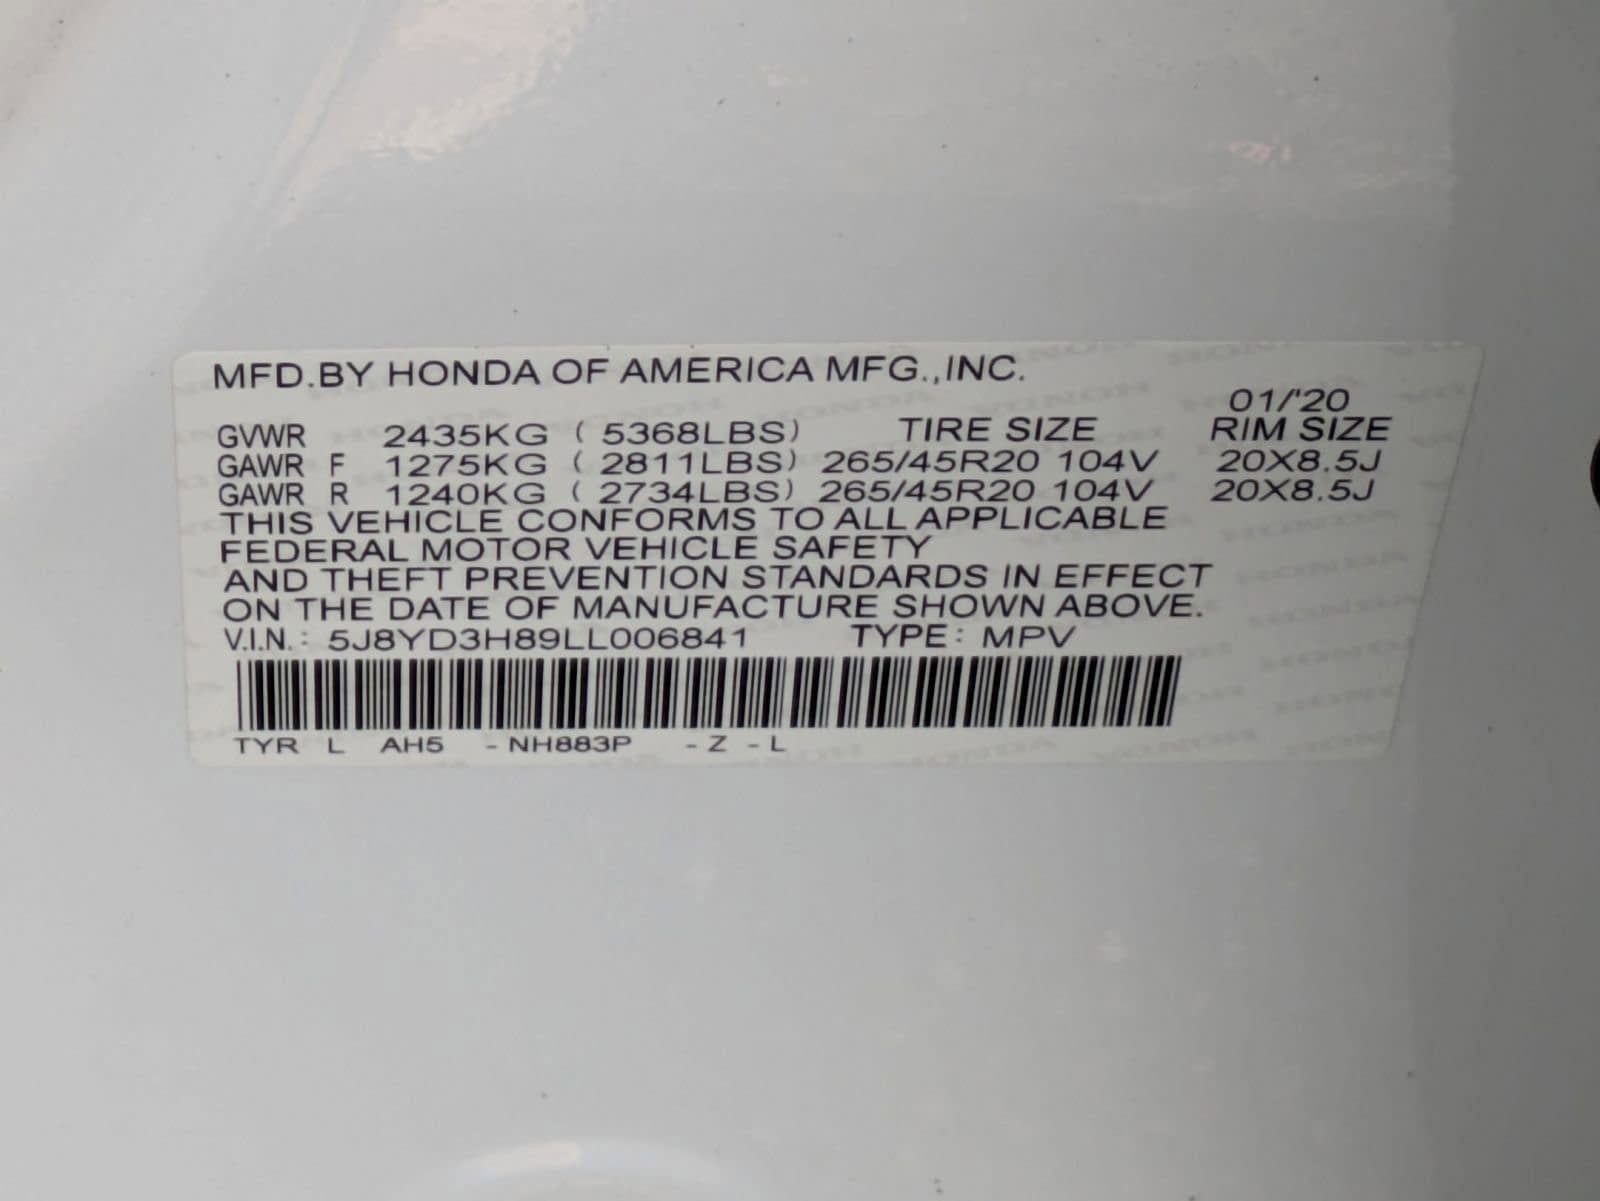 MFD.BY HONDA OF AMERICA MFG.,INC.
01/'20
GVWR 2435KG ( 5368LBS) TIRE SIZE RIM SIZE
GAWR F 1275KG ( 2811LBS) 265/45R20 104V 20X8.5J
GAWR R 1240KG ( 2734LBS) 265/45R20 104V 20X8.5J
THIS VEHICLE CONFORMS TO ALL APPLICABLE
FEDERAL MOTOR VEHICLE SAFETY
AND THEFT PREVENTION STANDARDS IN EFFECT
ON THE DATE OF MANUFACTURE SHOWN ABOVE.
V.I.N.: 5J8YD3H89LL006841 TYPE: MPV
TYR L AH5 - NH883P - Z - L